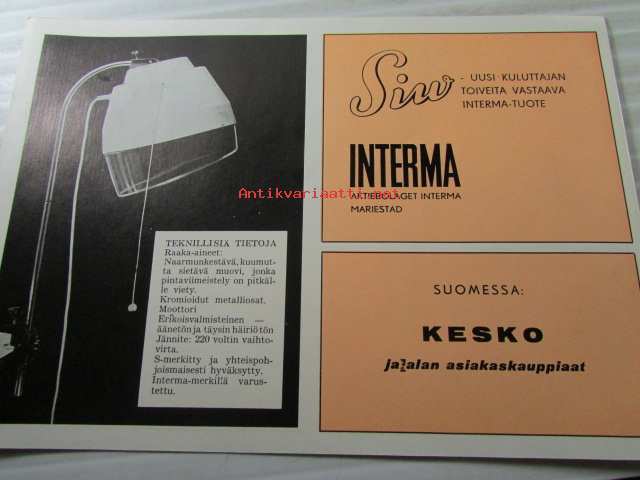 Siw
- UUSI KULUTTAJAN
TOIVEITA VASTAAVA
INTERMA-TUOTE
INTERMA
AKTIEBOLAGET INTERMA
MARIESTAD
Antikvariaatti.net
TEKNILLISIÄ TIETOJA
Raaka-aineet:
Naarmunkestävä, kuumut-
ta sietävä muovi, jonka
pintaviimeistely on pitkäl-
le viety.
Kromioidut metalliosat.
Moottori
Erikoisvalmisteinen —
äänetön ja täysin häiriötön
Jännite: 220 voltin vaihto-
virta.
S-merkitty ja yhteispoh-
joismaisesti hyväksytty.
Interma-merkillä varus-
tettu.
SUOMESSA:
KESKO
ja alan asiakaskauppiaat